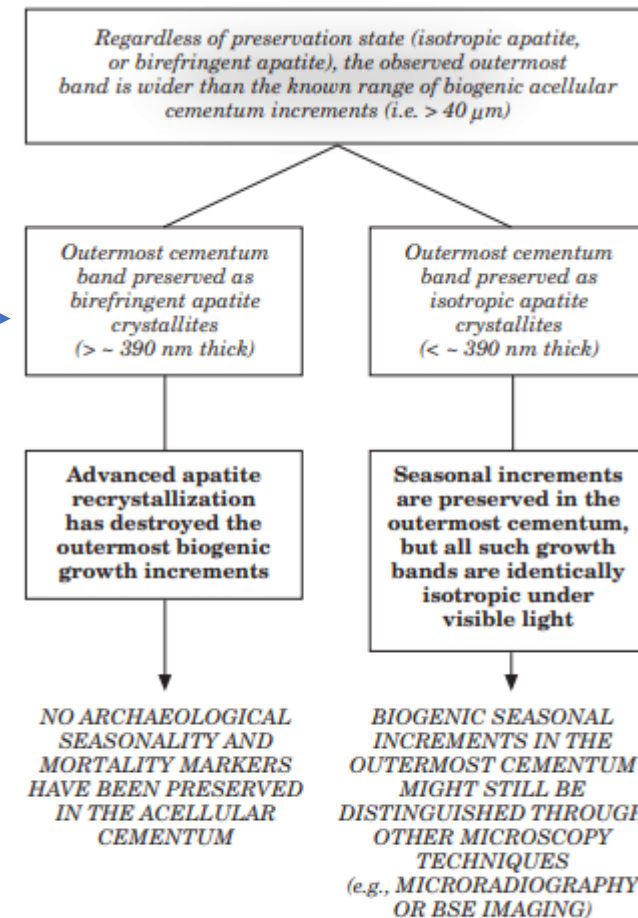 Regardless of preservation state (isotropic apatite,
or birefringent apatite), the observed outermost
band is wider than the known range of biogenic acellular
cementum increments (i.e. > 40 μm)
Outermost cementum
band preserved as
birefringent apatite
crystallites
(> ~ 390 nm thick)
Outermost cementum
band preserved as
isotropic apatite
crystallites
(< ~ 390 nm thick)
Advanced apatite
recrystallization
has destroyed the
outermost biogenic
growth increments
Seasonal increments
are preserved in the
outermost cementum,
but all such growth
bands are identically
isotropic under
visible light
NO ARCHAEOLOGICAL
SEASONALITY AND
MORTALITY MARKERS
HAVE BEEN PRESERVED
IN THE ACELLULAR
CEMENTUM
BIOGENIC SEASONAL
INCREMENTS IN THE
OUTERMOST CEMENTUM
MIGHT STILL BE
DISTINGUISHED THROUGH
OTHER MICROSCOPY
TECHNIQUES
(e.g., MICRORADIOGRAPHY
OR BSE IMAGING)